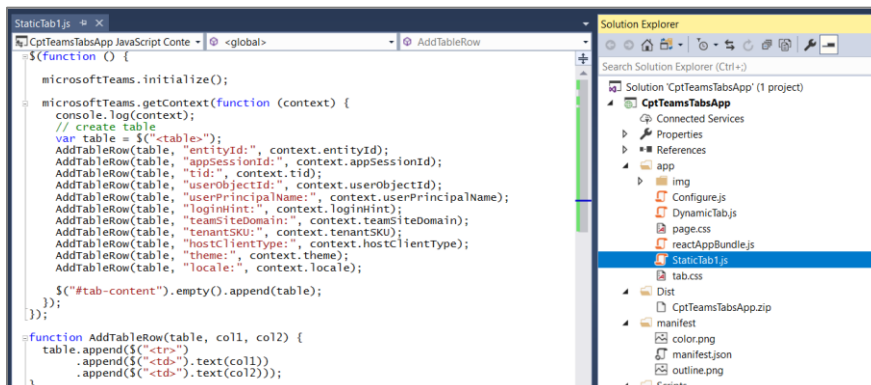 StaticTab1.js
CptTeamsTabsApp JavaScript Conte
<global>
AddTableRow
$(function () {
microsoftTeams.initialize();
microsoftTeams.getContext(function (context) {
console.log(context);
// create table
var table = $("<table>");
AddTableRow(table, "entityId:", context.entityId);
AddTableRow(table, "appSessionId:", context.appSessionId);
AddTableRow(table, "tid:", context.tid);
AddTableRow(table, "userObjectId:", context.userObjectId);
AddTableRow(table, "userPrincipalName:", context.userPrincipalName);
AddTableRow(table, "loginHint:", context.loginHint);
AddTableRow(table, "teamSiteDomain:", context.teamSiteDomain);
AddTableRow(table, "tenantSKU:", context.tenantSKU);
AddTableRow(table, "hostClientType:", context.hostClientType);
AddTableRow(table, "theme:", context.theme);
AddTableRow(table, "locale:", context.locale);
$("#tab-content").empty().append(table);
});
});
function AddTableRow(table, col1, col2) {
table.append($("<tr>")
.append($("<td>").text(col1))
.append($("<td>").text(col2)));
}
Solution Explorer
Search Solution Explorer (Ctrl+;)
Solution 'CptTeamsTabsApp' (1 project)
CptTeamsTabsApp
Connected Services
Properties
References
app
img
Configure.js
DynamicTab.js
page.css
reactAppBundle.js
StaticTab1.js
tab.css
Dist
CptTeamsTabsApp.zip
manifest
color.png
manifest.json
outline.png
Scripts